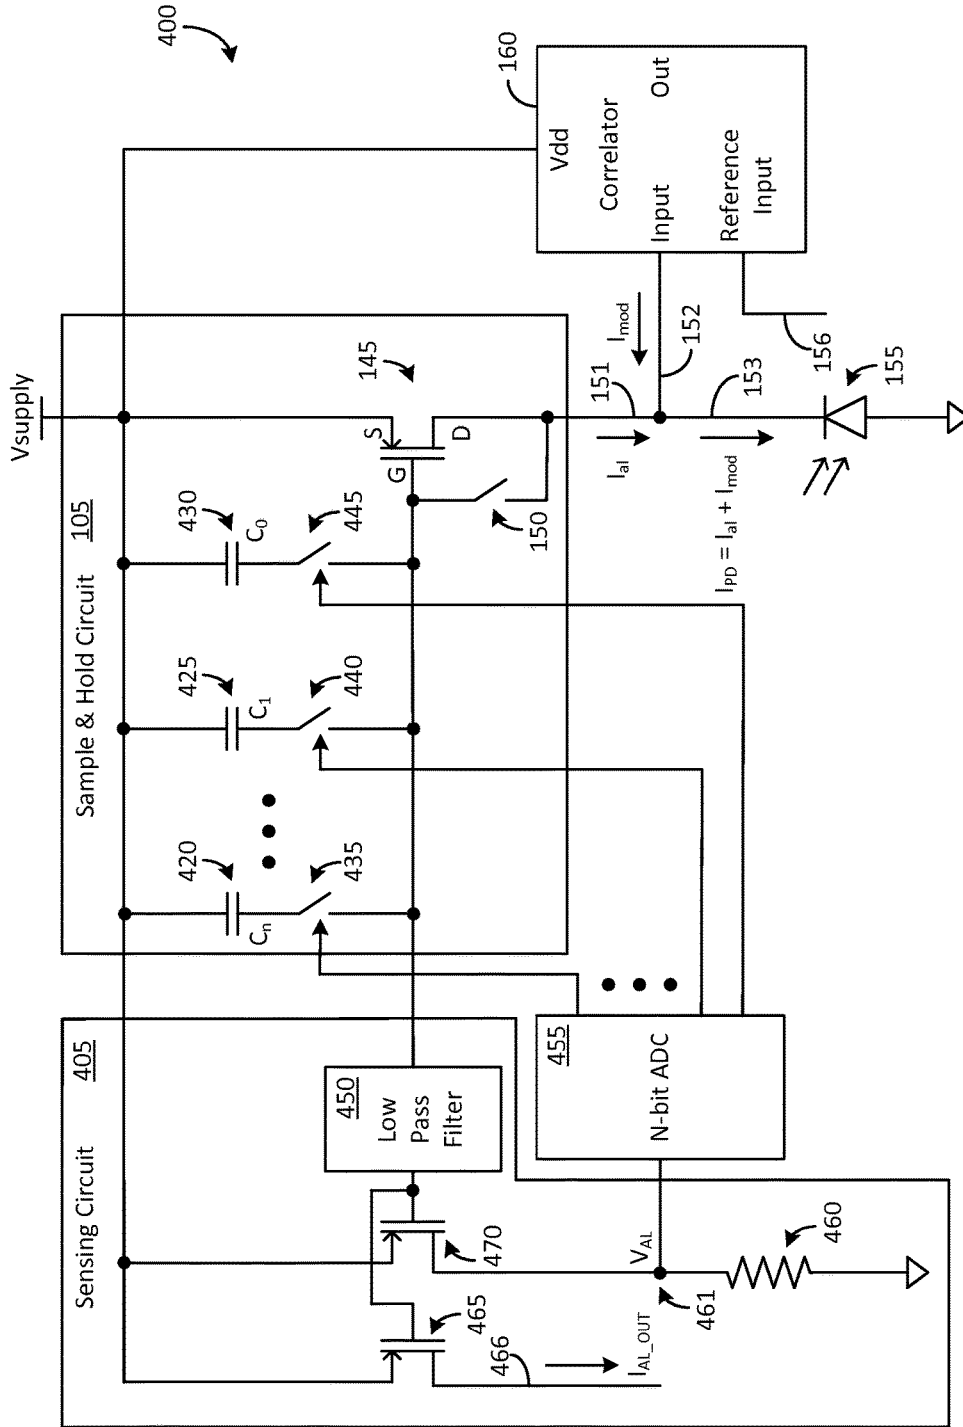 400
Vsupply
Sample & Hold Circuit
105
430
C0
445
425
C1
440
420
Cn
435
G
S
D
145
150
Sensing Circuit
405
450
Low
Pass
Filter
465
470
466
IAL_OUT
VAL
461
460
455
N-bit ADC
Ial
151
Imod
152
IPD = Ial + Imod
153
155
156
160
Vdd
Correlator
Input
Out
Reference
Input